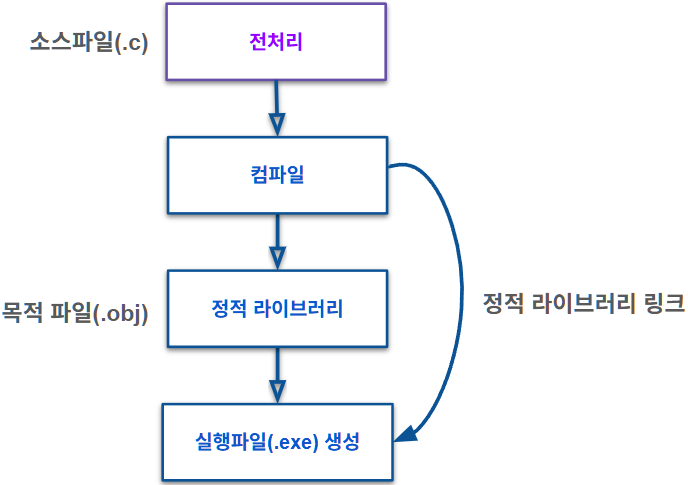 소스파일(.c)
전처리
컴파일
목적 파일(.obj)
정적 라이브러리
정적 라이브러리 링크
실행파일(.exe) 생성